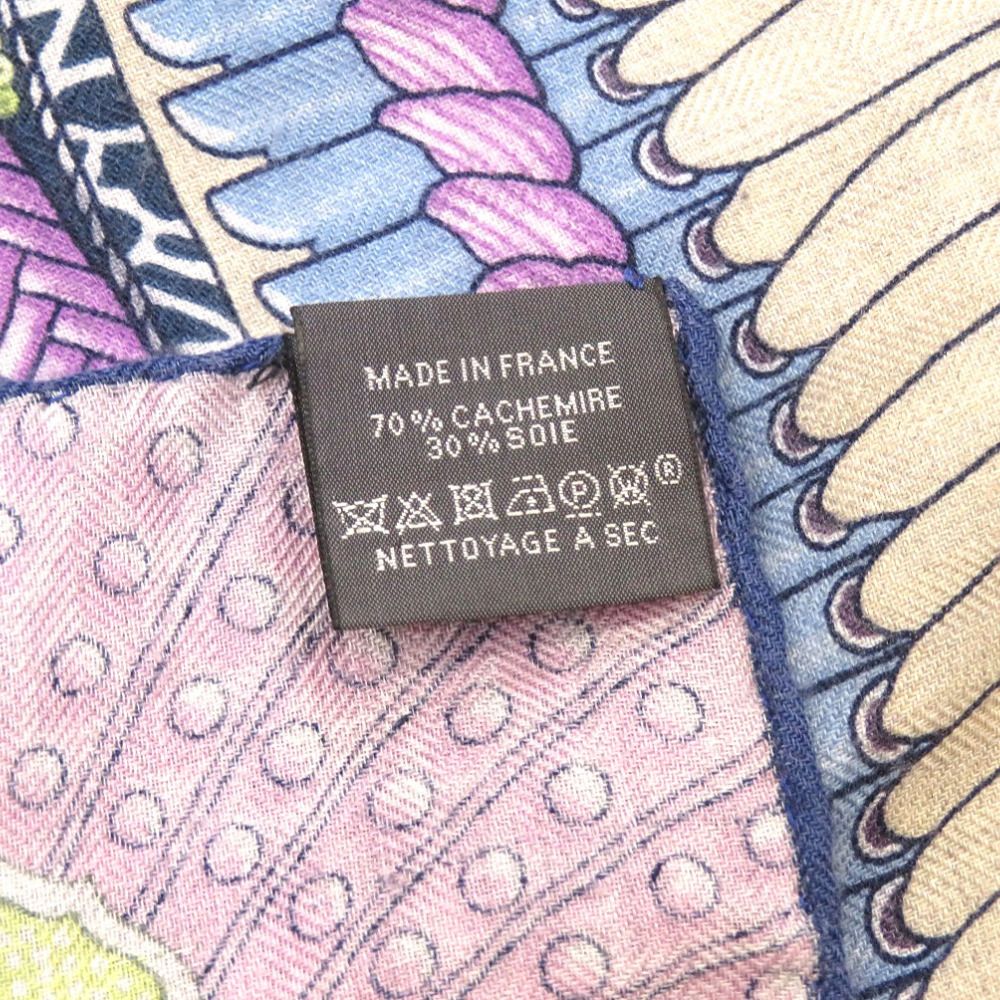 MADE IN FRANCE
70% CACHEMIRE
30% SOIE
P W ®
NETTOYAGE A SEC